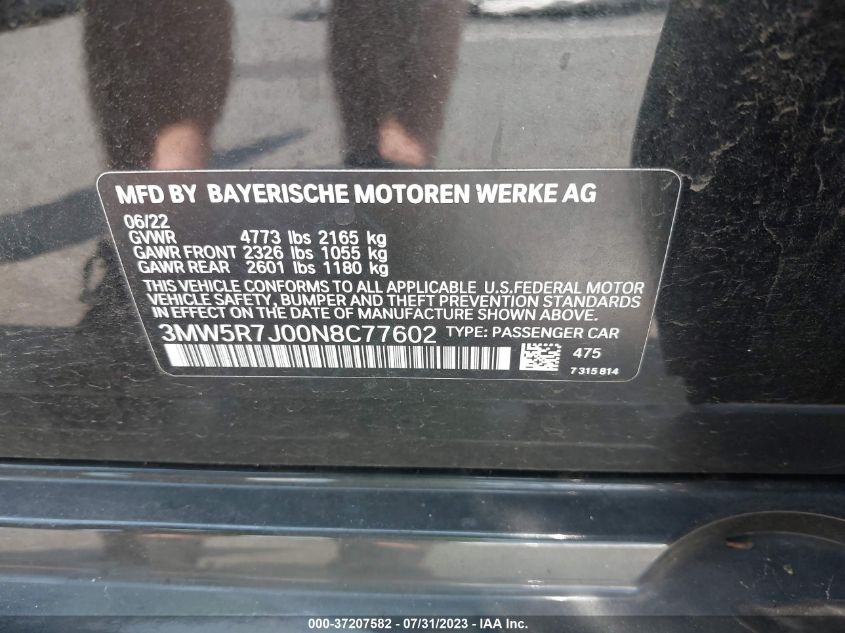 MFD BY BAYERISCHE MOTOREN WERKE AG
06/22
GVWR 4773 lbs 2165 kg
GAWR FRONT 2326 lbs 1055 kg
GAWR REAR 2601 lbs 1180 kg
THIS VEHICLE CONFORMS TO ALL APPLICABLE U.S.FEDERAL MOTOR
VEHICLE SAFETY, BUMPER AND THEFT PREVENTION STANDARDS
IN EFFECT ON THE DATE OF MANUFACTURE SHOWN ABOVE.
3MW5R7J00N8C77602 TYPE: PASSENGER CAR
475
7 315 814
000-37207582 / 07/31/2023 - IAA Inc.